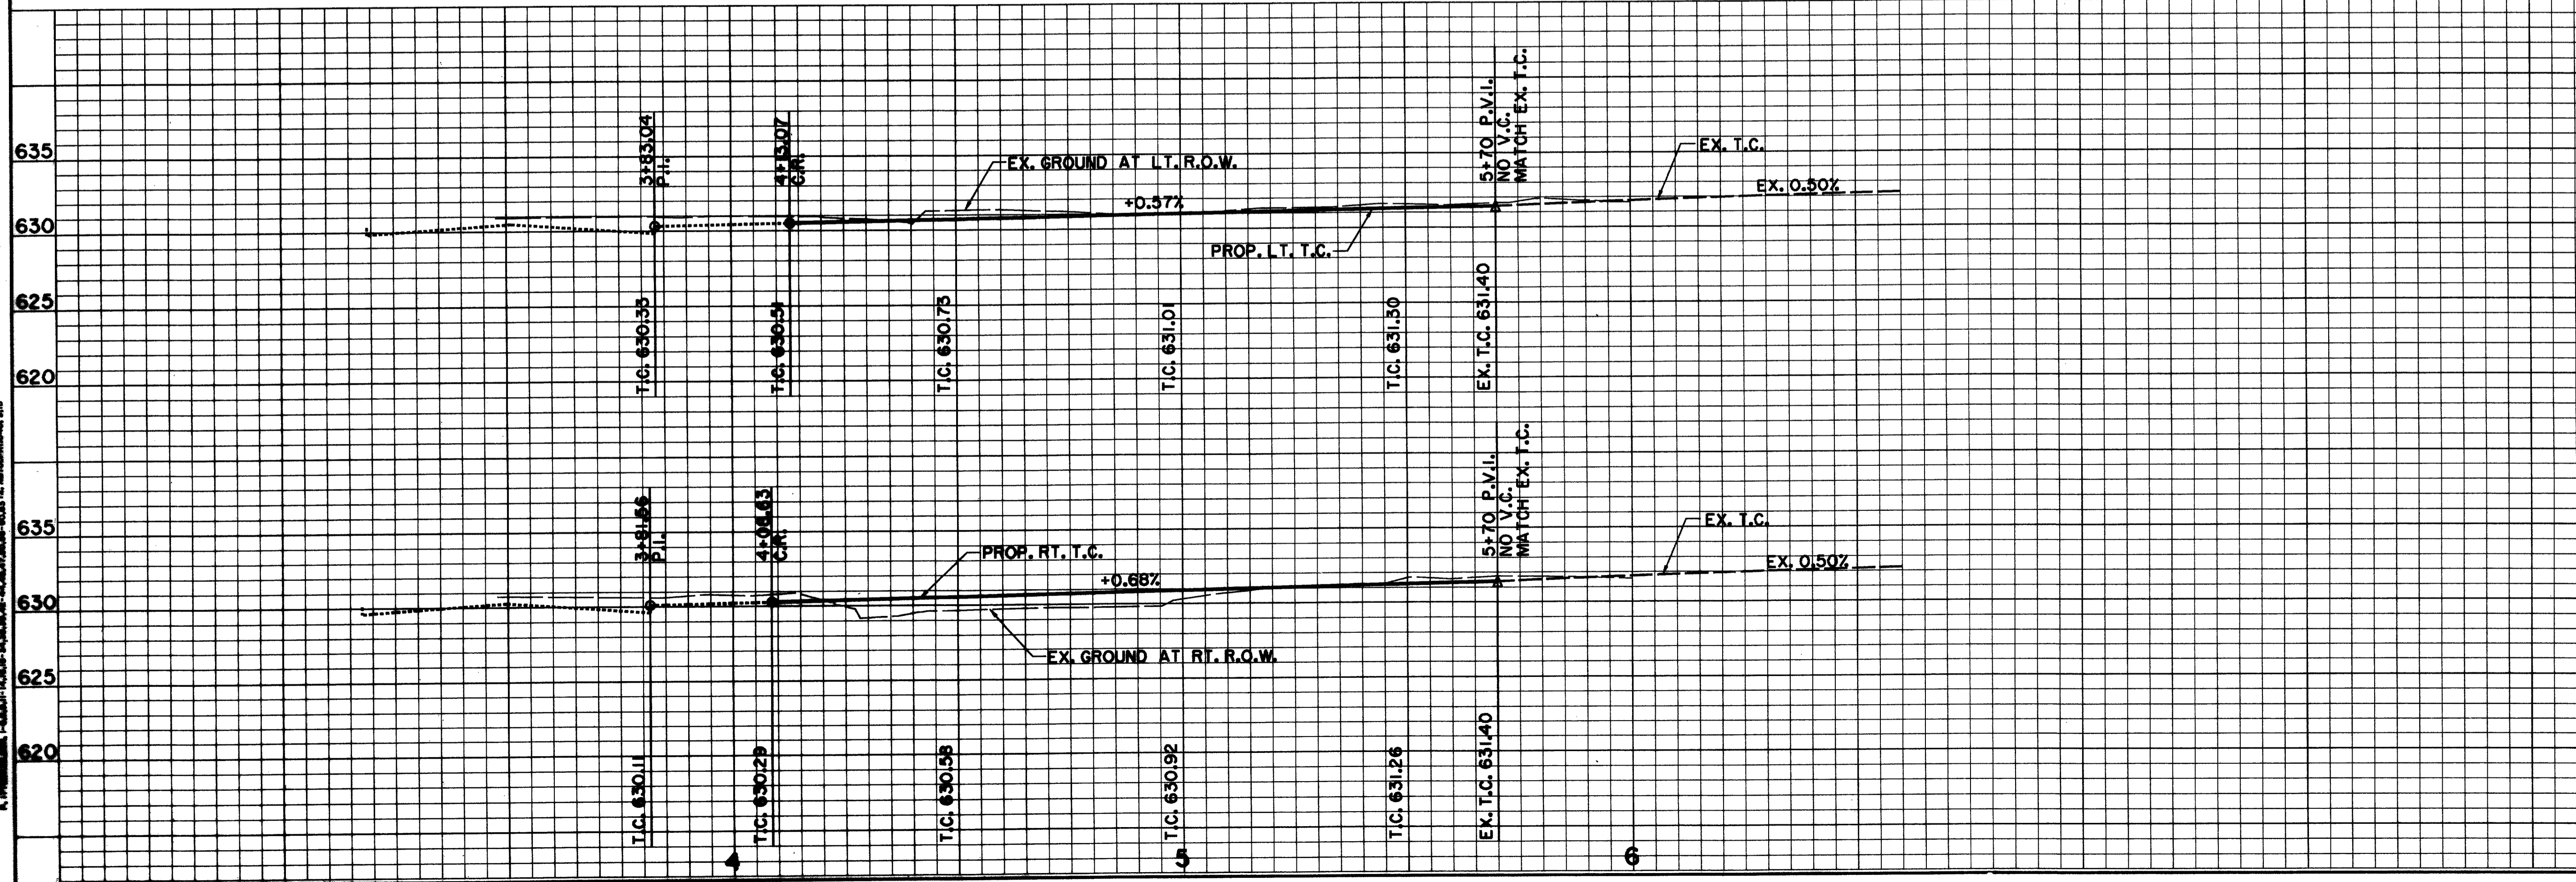 635
630
625
620
3+83.04
P.I.
4+13.07
C.R.
EX. GROUND AT LT. R.O.W.
+0.57%
PROP. LT. T.C.
5+70 P.V.I.
NO V.C.
MATCH EX. T.C.
EX. T.C.
EX. 0.50%
T.C. 630.33
T.C. 630.51
T.C. 630.73
T.C. 631.01
T.C. 631.30
EX. T.C. 631.40
635
630
625
620
3+81.66
P.I.
4+08.63
C.R.
PROP. RT. T.C.
+0.68%
EX. GROUND AT RT. R.O.W.
5+70 P.V.I.
NO V.C.
MATCH EX. T.C.
EX. T.C.
EX. 0.50%
T.C. 630.11
T.C. 630.29
T.C. 630.58
T.C. 630.92
T.C. 631.26
EX. T.C. 631.40
4
5
6